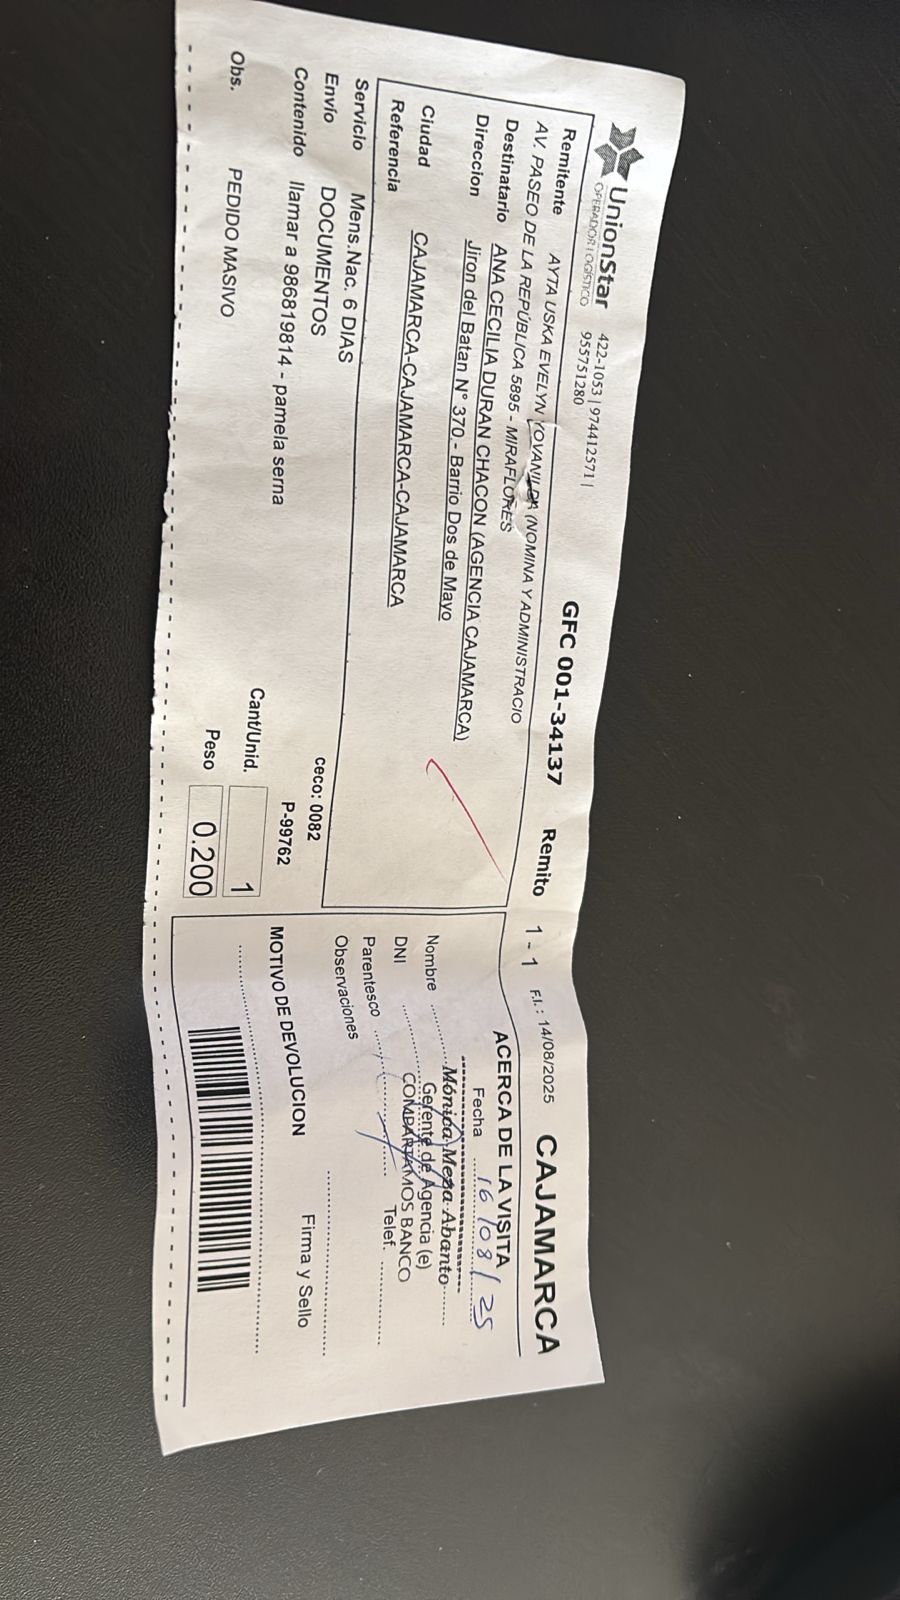 UnionStar
OPERADOR LOGISTICO
422-1053 | 974412571 |
955751280
GFC 001-34137 Remito 1 - 1 F.I.: 14/08/2025 CAJAMARCA
Remitente AYTA USKA EVELYN (NOMINA Y ADMINISTRACIO
AV. PASEO DE LA REPÚBLICA 5895 - MIRAFLORES
Destinatario ANA CECILIA DURAN CHACON (AGENCIA CAJAMARCA)
Direccion Jiron del Batan N° 370 - Barrio Dos de Mayo
Ciudad CAJAMARCA-CAJAMARCA-CAJAMARCA
Referencia
Servicio Mens.Nac. 6 DIAS
Envío DOCUMENTOS
Contenido llamar a 986819814 - pamela serna
Obs. PEDIDO MASIVO
ceco: 0082
P-99762
Cant/Unid. 1
Peso 0.200
ACERCA DE LA VISITA
Fecha 16/08/25
Nombre
Mónica Meza Abanto
DNI
Gerente de Agencia (e)
COMPARTAMOS BANCO
Parentesco Telef.
Observaciones
Firma y Sello
MOTIVO DE DEVOLUCION